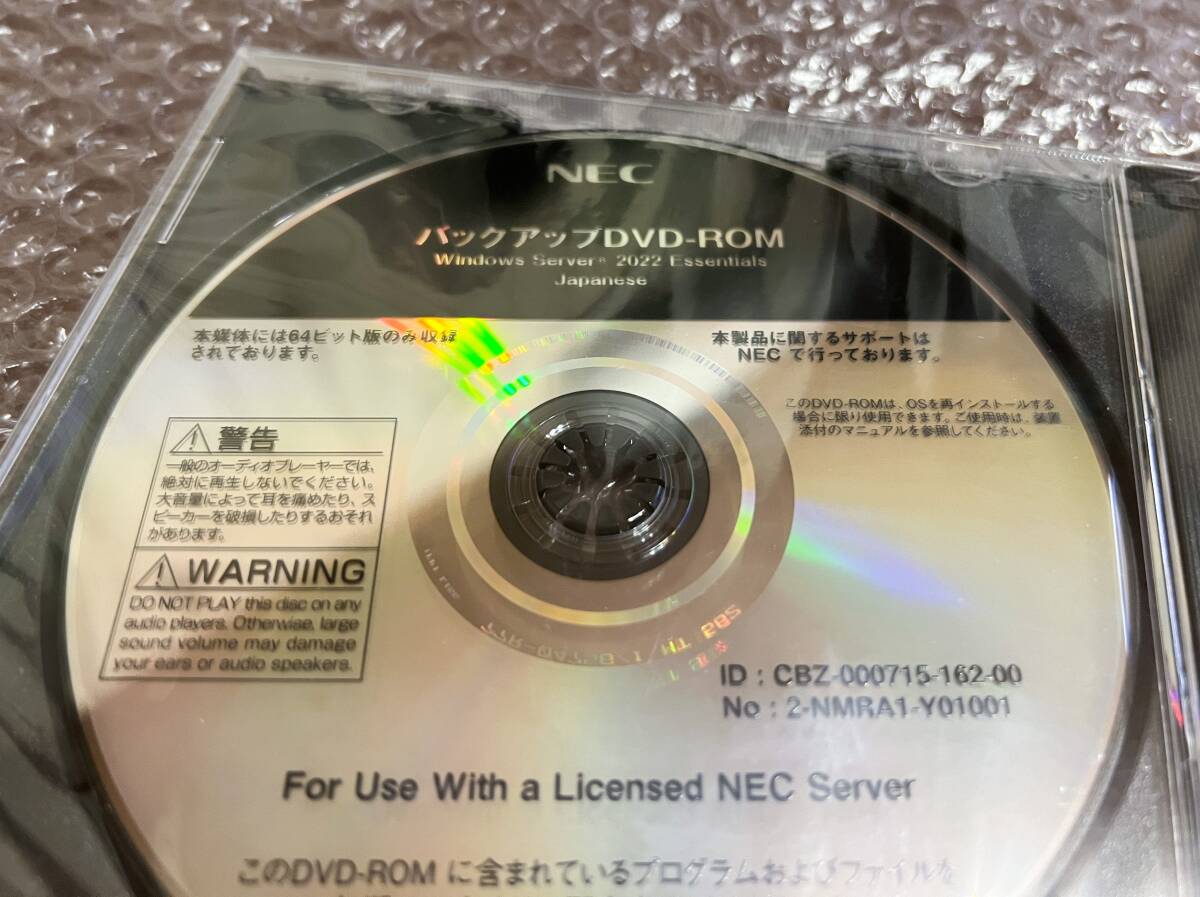 NEC
バックアップDVD-ROM
Windows Server® 2022 Essentials
Japanese
本媒体には64ビット版のみ収録
されております。
本製品に関するサポートは
NEC で行っております。
このDVD-ROMは、OSを再インストールする
場合に限り使用できます。ご使用時は、装置
添付のマニュアルを参照してください。
警告
一般のオーディオプレーヤーでは、
絶対に再生しないでください。
大音量によって耳を痛めたり、ス
ピーカーを破損したりするおそれ
があります。
WARNING
DO NOT PLAY this disc on any
audio players. Otherwise, large
sound volume may damage
your ears or audio speakers.
ID : CBZ-000715-162-00
No : 2-NMRA1-Y01001
For Use With a Licensed NEC Server
このDVD-ROM に含まれているプログラムおよびファイルを